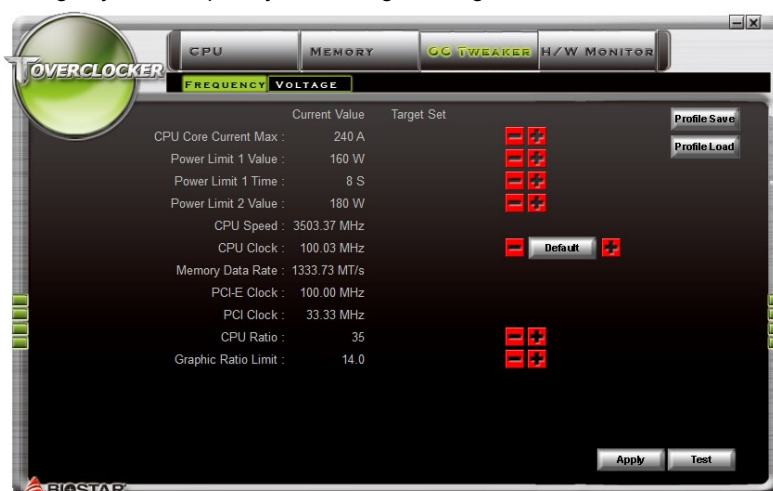 CPU
MEMORY
OC TWEAKER
H/W MONITOR
TOVERCLOCKER
FREQUENCY VOLTAGE
Current Value Target Set
Profile Save
CPU Core Current Max : 240 A
Profile Load
Power Limit 1 Value : 160 W
Power Limit 1 Time : 8 S
Power Limit 2 Value : 180 W
CPU Speed : 3503.37 MHz
CPU Clock : 100.03 MHz Default
Memory Data Rate : 1333.73 MT/s
PCI-E Clock : 100.00 MHz
PCI Clock : 33.33 MHz
CPU Ratio : 35
Graphic Ratio Limit : 14.0
Apply Test
BIOSTAR